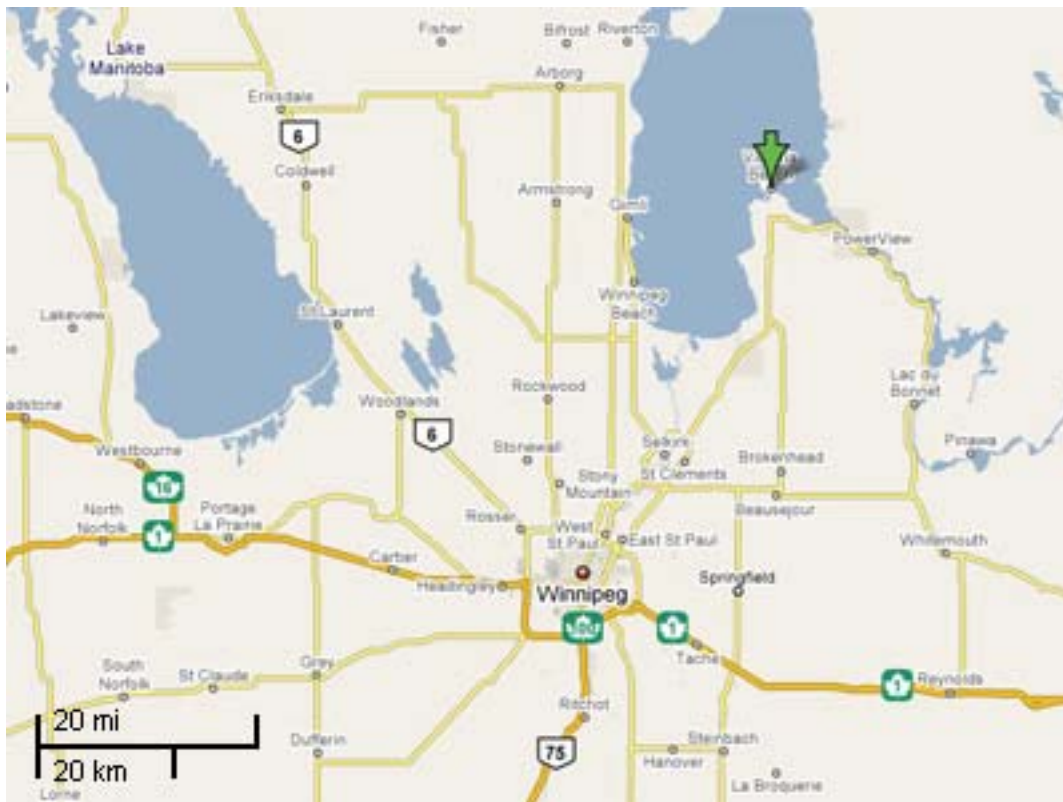 Fisher
Bifrost
Riverton
Lake
Manitoba
Arborg
Eriksdale
6
Coldwell
Armstrong
Gimli
PowerView
Winnipeg
Beach
St Laurent
Lakeview
Lac du
Bonnet
Rockwood
Woodlands
6
Stonewall
Selkirk
St Clements
Brokenhead
Pinawa
Westbourne
16
Stony
Mountain
North
Norfolk
1
Portage
La Prairie
Rosser
West
St Paul
East St Paul
Beausejour
Whitemouth
Cartier
Headingley
Winnipeg
Springfield
100
1
Tache
South
Norfolk
St Claude
Grey
1
Reynolds
Ritchot
20 mi
20 km
Dufferin
75
Hanover
Steinbach
La Broquerie
Lorne